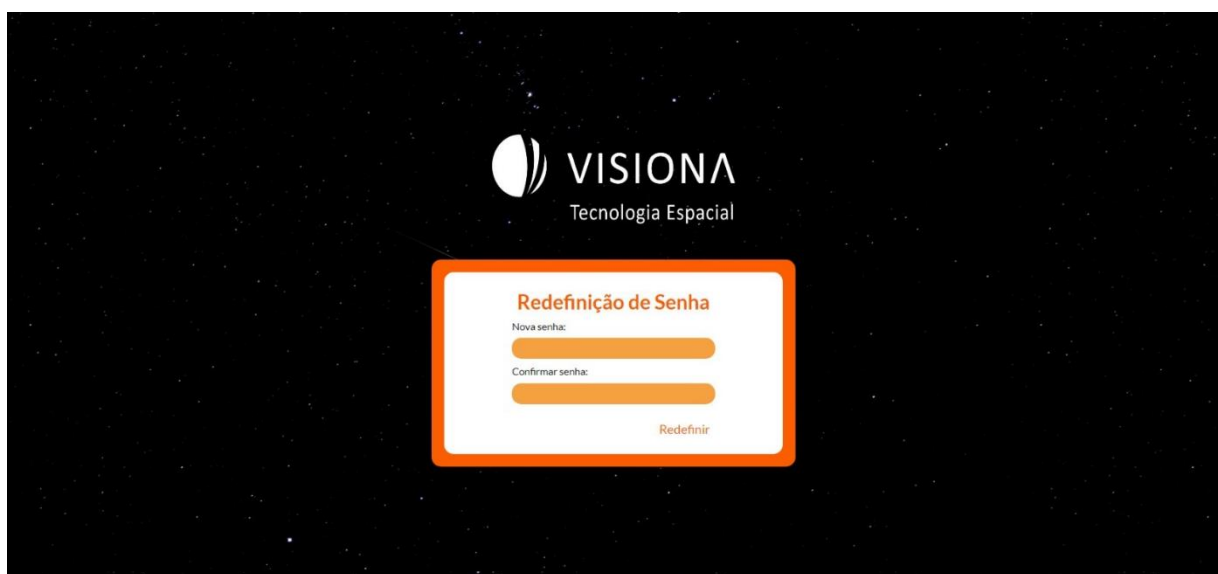 VISIONA
Tecnologia Espacial
Redefinição de Senha
Nova senha:
Confirmar senha:
Redefinir